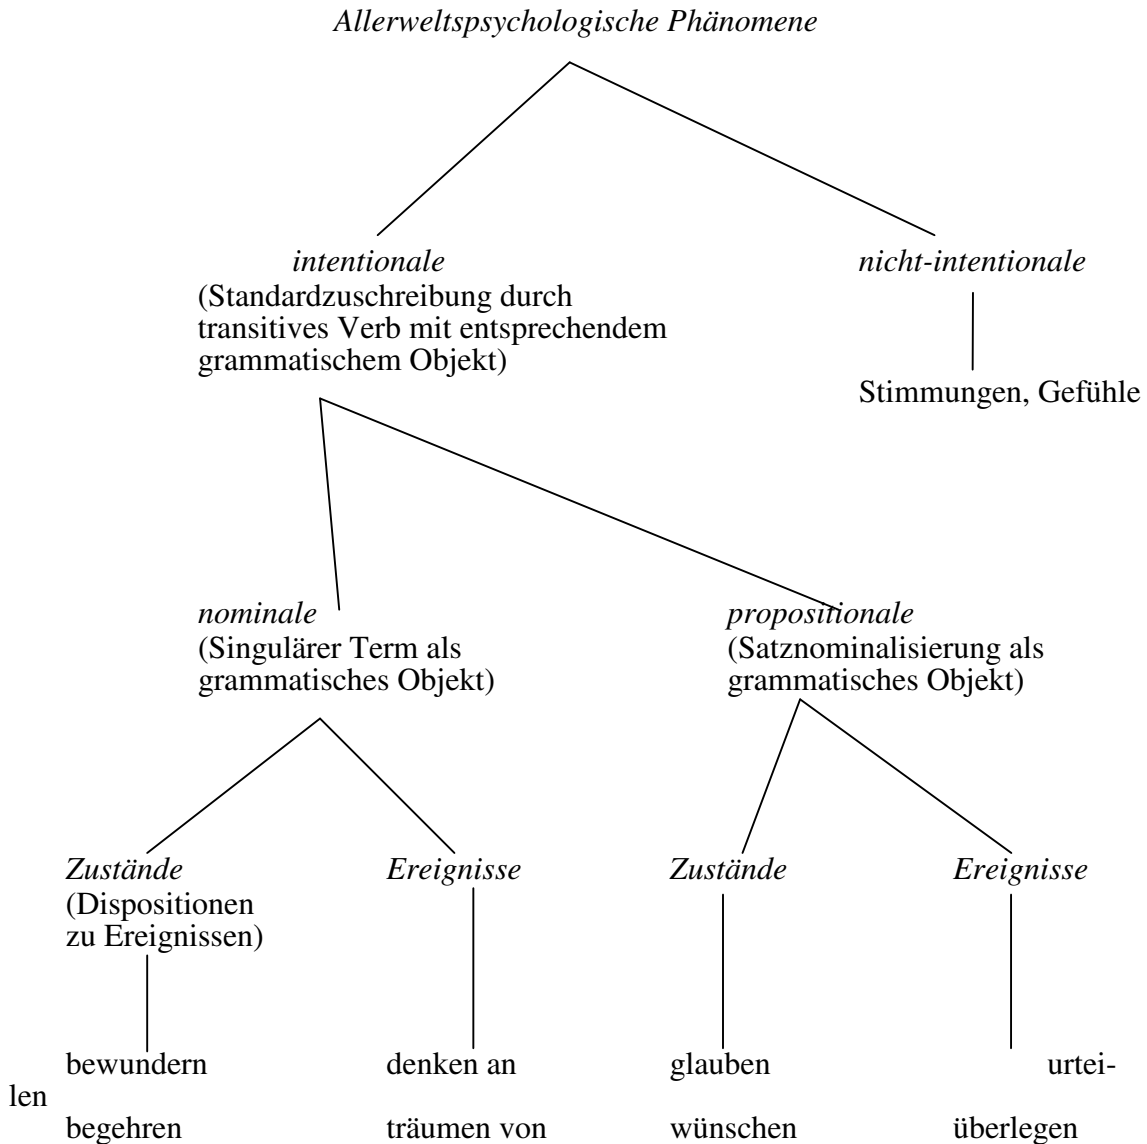 Allerweltspsychologische Phänomene
intentionale
(Standardzuschreibung durch
transitives Verb mit entsprechendem
grammatischem Objekt)
nicht-intentionale
Stimmungen, Gefühle
nominale
(Singulärer Term als
grammatisches Objekt)
propositionale
(Satznominalisierung als
grammatisches Objekt)
Zustände
(Dispositionen
zu Ereignissen)
Ereignisse
Zustände
Ereignisse
bewundern denken an glauben urtei-
len
begehren träumen von wünschen überlegen